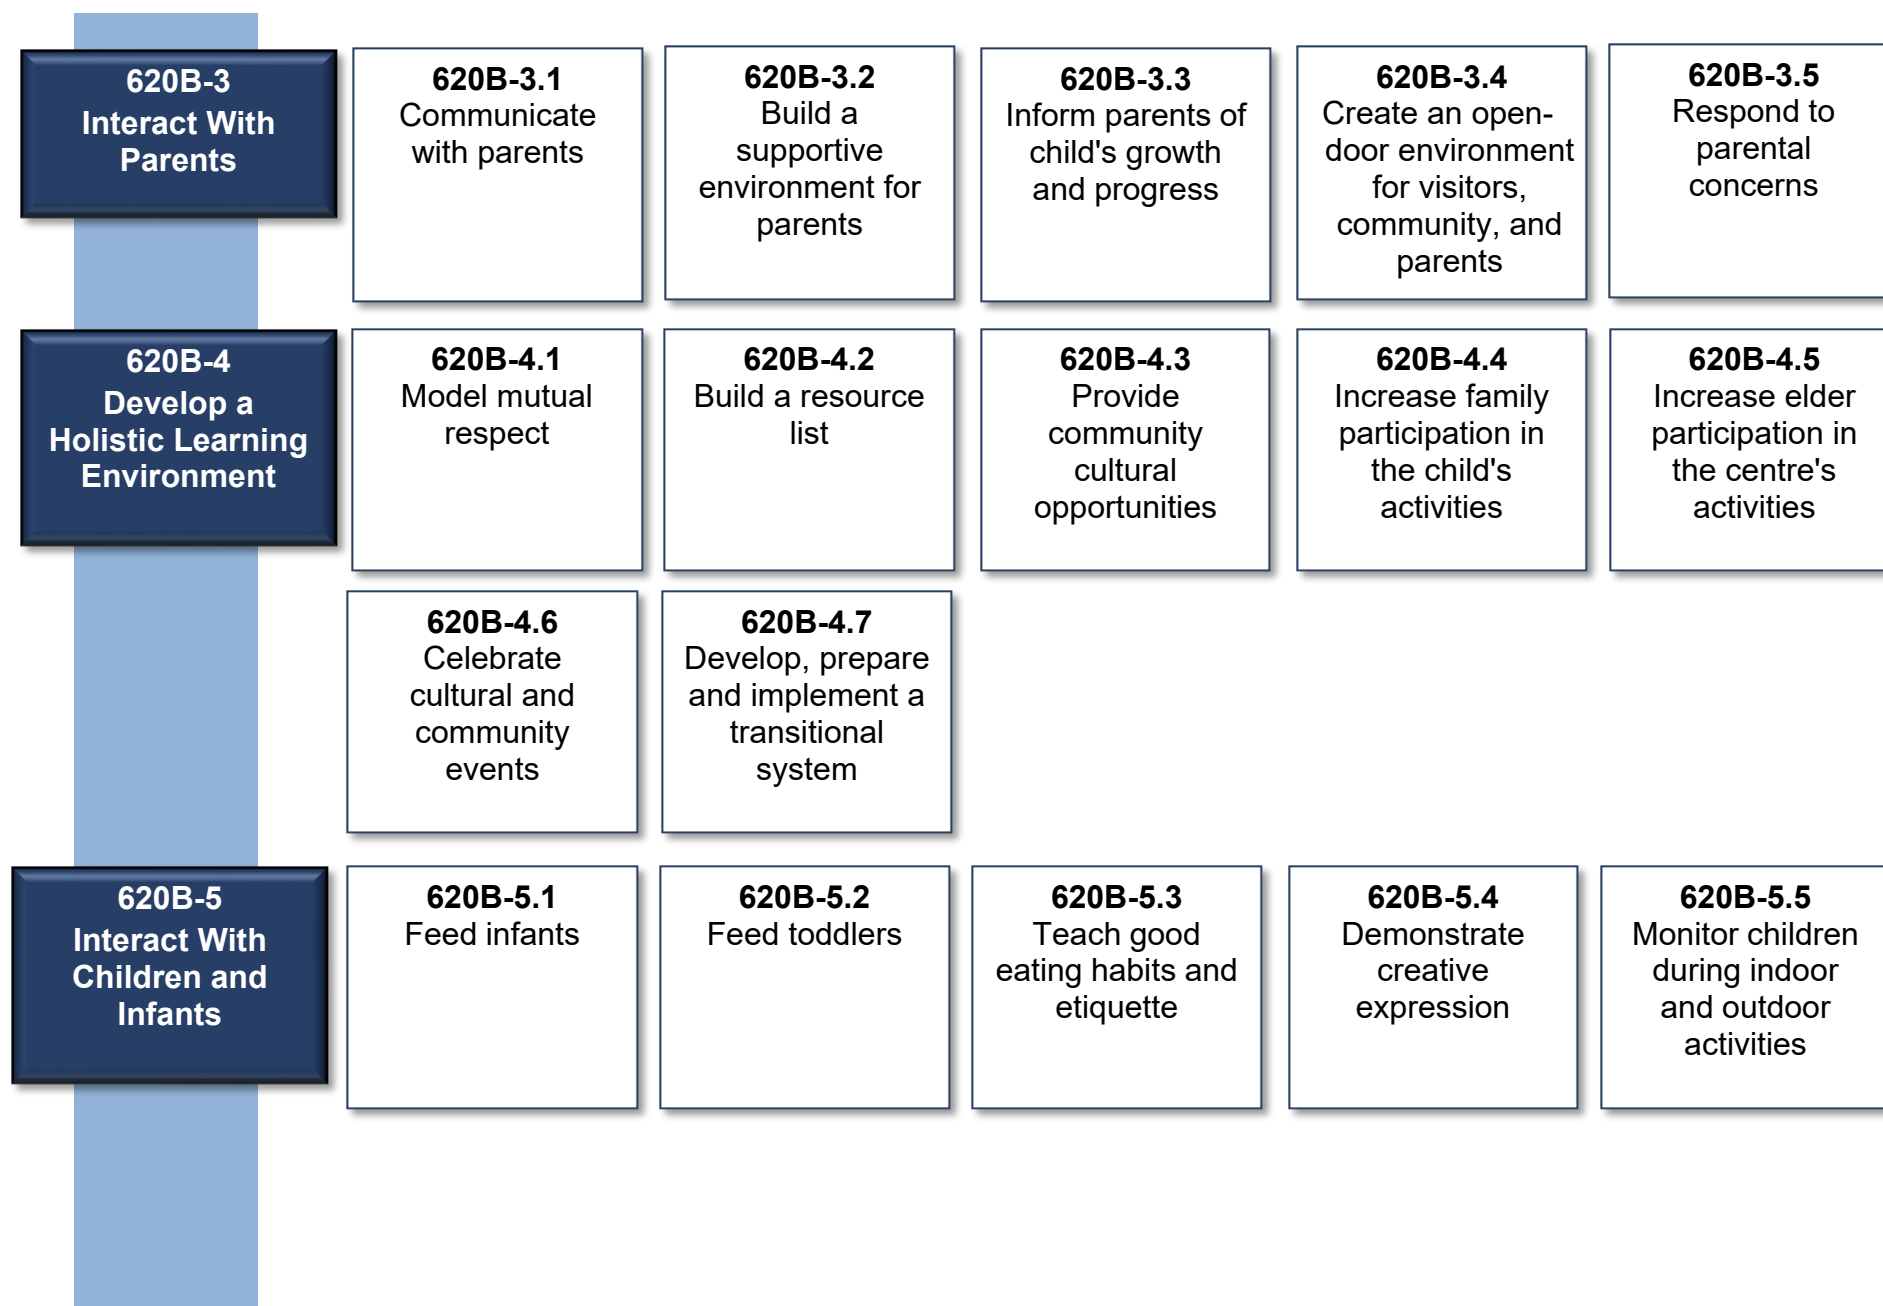 620B-3
Interact With
Parents
620B-3.1
Communicate
with parents
620B-3.2
Build a
supportive
environment for
parents
620B-3.3
Inform parents of
child's growth
and progress
620B-3.4
Create an open-
door environment
for visitors,
community, and
parents
620B-3.5
Respond to
parental
concerns
620B-4
Develop a
Holistic Learning
Environment
620B-4.1
Model mutual
respect
620B-4.2
Build a resource
list
620B-4.3
Provide
community
cultural
opportunities
620B-4.4
Increase family
participation in
the child's
activities
620B-4.5
Increase elder
participation in
the centre's
activities
620B-4.6
Celebrate
cultural and
community
events
620B-4.7
Develop, prepare
and implement a
transitional
system
620B-5
Interact With
Children and
Infants
620B-5.1
Feed infants
620B-5.2
Feed toddlers
620B-5.3
Teach good
eating habits and
etiquette
620B-5.4
Demonstrate
creative
expression
620B-5.5
Monitor children
during indoor
and outdoor
activities